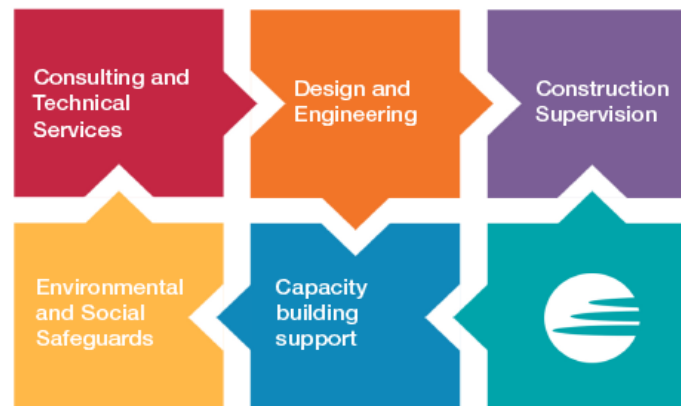 Consulting and
Technical
Services
Design and
Engineering
Construction
Supervision
Environmental
and Social
Safeguards
Capacity
building
support